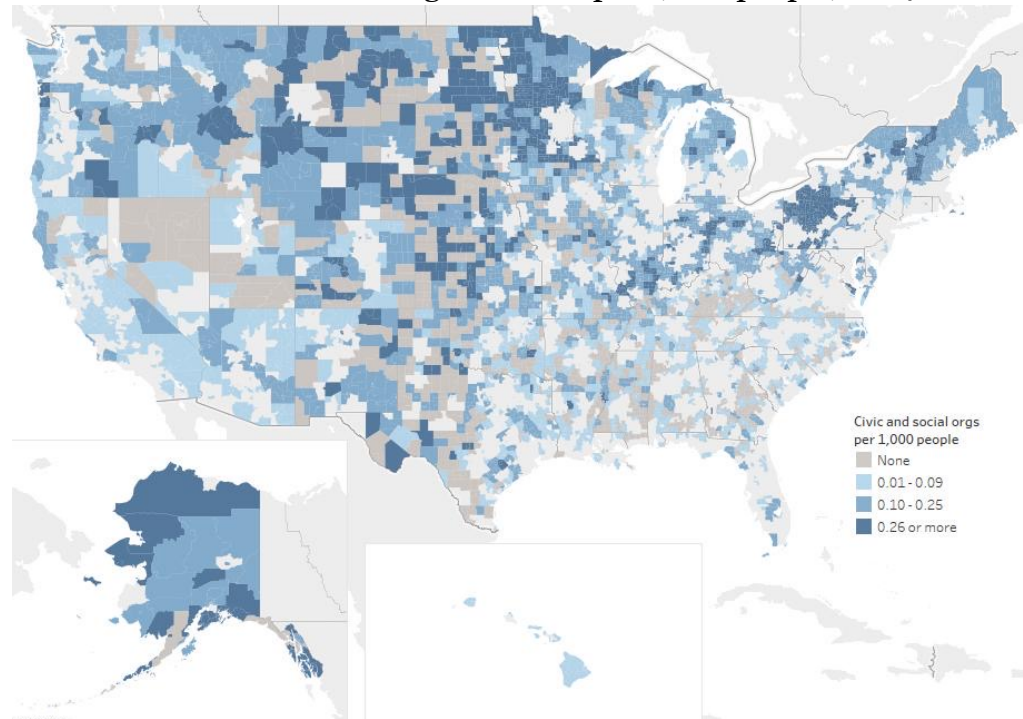 Civic and social orgs
per 1,000 people
None
0.01 - 0.09
0.10 - 0.25
0.26 or more